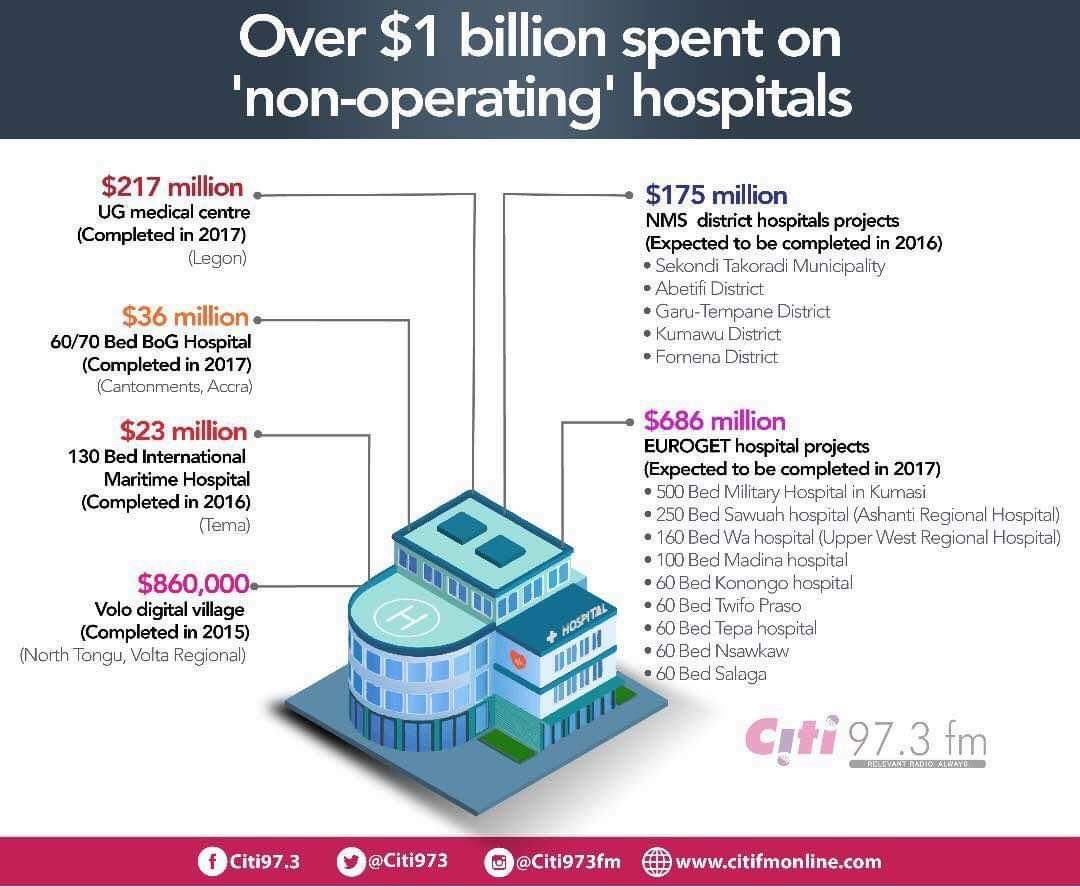 Over $1 billion spent on
'non-operating' hospitals
$217 million
UG medical centre
(Completed in 2017)
(Legon)
$36 million
60/70 Bed BoG Hospital
(Completed in 2017)
(Cantonments, Accra)
$23 million
130 Bed International
Maritime Hospital
(Completed in 2016)
(Tema)
$860,000
Volo digital village
(Completed in 2015)
(North Tongu, Volta Regional)
$175 million
NMS district hospitals projects
(Expected to be completed in 2016)
• Sekondi Takoradi Municipality
• Abetifi District
• Garu-Tempane District
• Kumawu District
• Fomena District
$686 million
EUROGET hospital projects
(Expected to be completed in 2017)
• 500 Bed Military Hospital in Kumasi
• 250 Bed Sawuah hospital (Ashanti Regional Hospital)
• 160 Bed Wa hospital (Upper West Regional Hospital)
• 100 Bed Madina hospital
• 60 Bed Konongo hospital
• 60 Bed Twifo Praso
• 60 Bed Tepa hospital
• 60 Bed Nsawkaw
• 60 Bed Salaga
H
+ HOSPITAL
Citi 97.3 fm
RELEVANT RADIO. ALWAYS
Citi97.3 @Citi973 @Citi973fm www.citifmonline.com